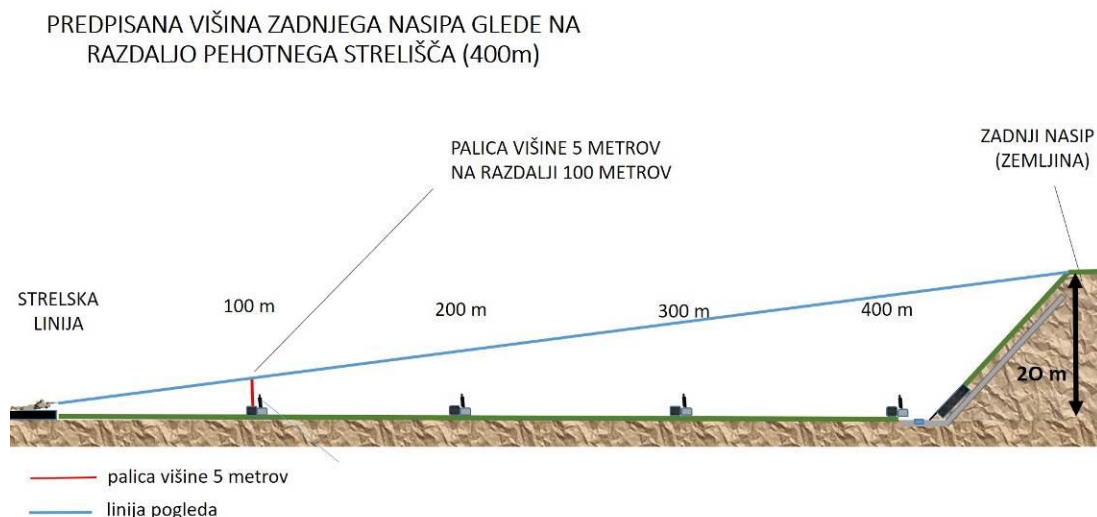 PREDPISANA VIŠINA ZADNJEGA NASIPA GLEDE NA
RAZDALJO PEHOTNEGA STRELIŠČA (400m)
PALICA VIŠINE 5 METROV
NA RAZDALJI 100 METROV
ZADNJI NASIP
(ZEMLJINA)
STRELSKA
LINIJA
100 m
200 m
300 m
400 m
20 m
palica višine 5 metrov
linija pogleda